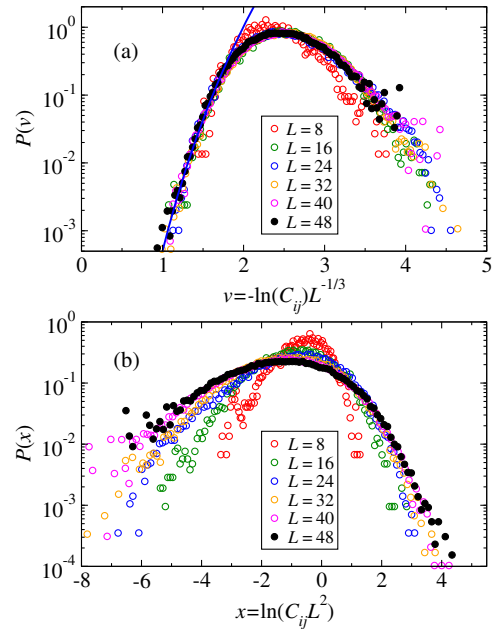 (a)
10^0
10^-1
10^-2
10^-3
P(v)
L = 8
L = 16
L = 24
L = 32
L = 40
L = 48
0 1 2 3 4 5
v=-ln(C_ij)L^-1/3
(b)
10^0
10^-1
10^-2
10^-3
10^-4
P(x)
L = 8
L = 16
L = 24
L = 32
L = 40
L = 48
-8 -6 -4 -2 0 2 4
x=ln(C_ij L^2)